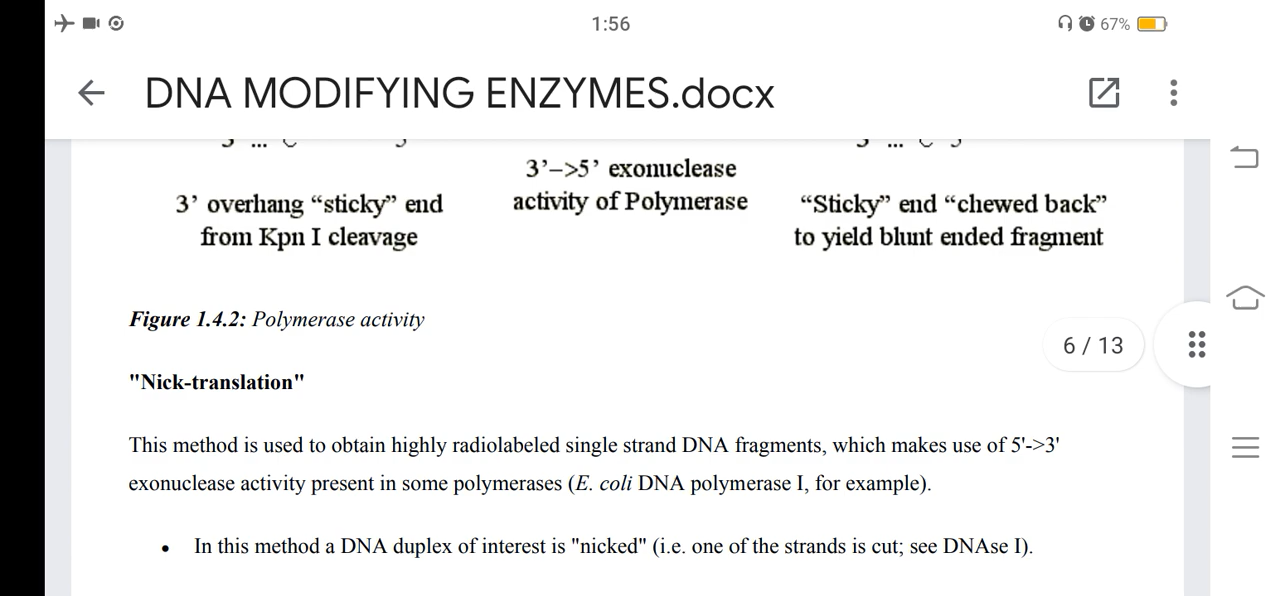 1:56
67%
DNA MODIFYING ENZYMES.docx
3’–>5’ exonuclease
activity of Polymerase
3’ overhang “sticky” end
from Kpn I cleavage
“Sticky” end “chewed back”
to yield blunt ended fragment
Figure 1.4.2: Polymerase activity
6 / 13
"Nick-translation"
This method is used to obtain highly radiolabeled single strand DNA fragments, which makes use of 5'->3'
exonuclease activity present in some polymerases (E. coli DNA polymerase I, for example).
• In this method a DNA duplex of interest is "nicked" (i.e. one of the strands is cut; see DNAse I).